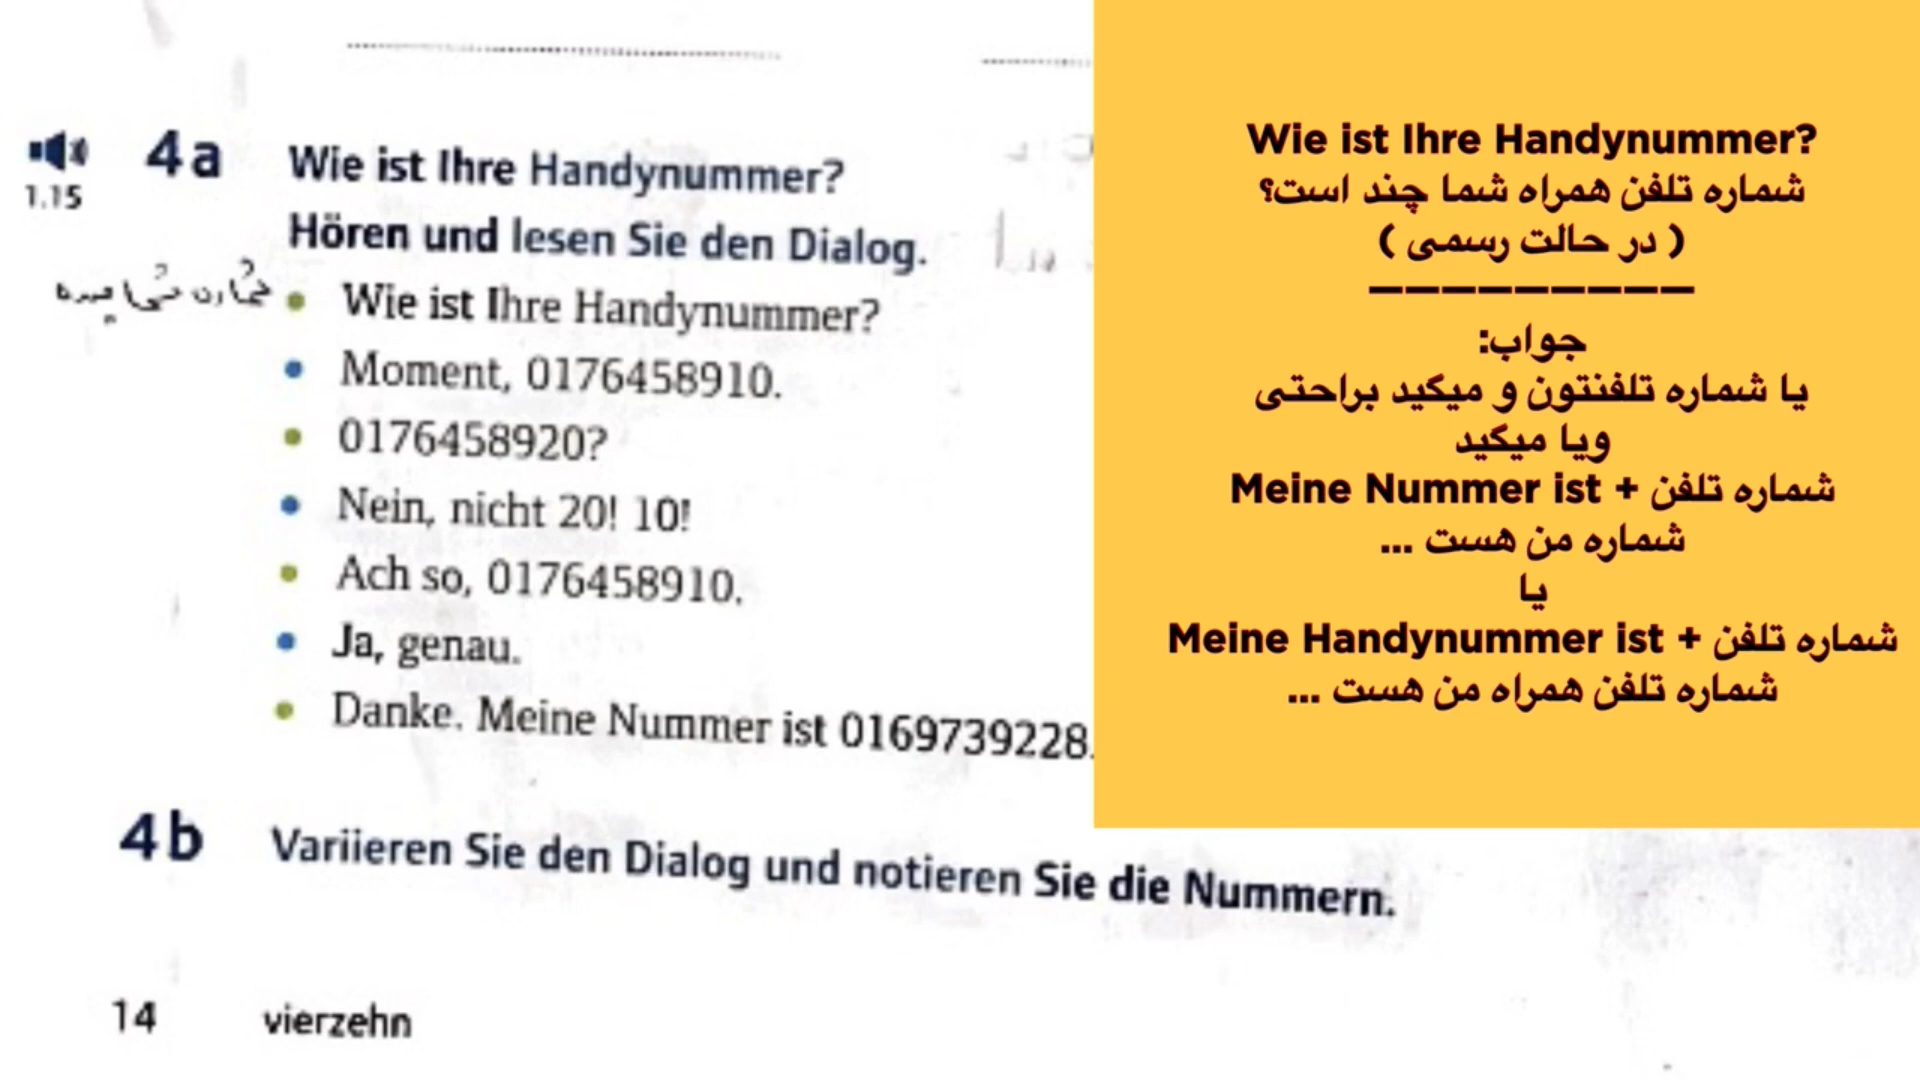 1.15
4a Wie ist Ihre Handynummer?
Hören und lesen Sie den Dialog.
Wie ist Ihre Handynummer?
Moment, 0176458910.
0176458920?
Nein, nicht 20! 10!
Ach so, 0176458910.
Ja, genau.
Danke. Meine Nummer ist 0169739228.
4b Variieren Sie den Dialog und notieren Sie die Nummern.
14 vierzehn
Wie ist Ihre Handynummer?
شماره تلفن همراه شما چند است؟
( در حالت رسمی )
_________
جواب:
یا شماره تلفنتون و میگید براحتی
ویا میگید
Meine Nummer ist + شماره تلفن
شماره من هست ...
یا
Meine Handynummer ist + شماره تلفن
شماره تلفن همراه من هست ...